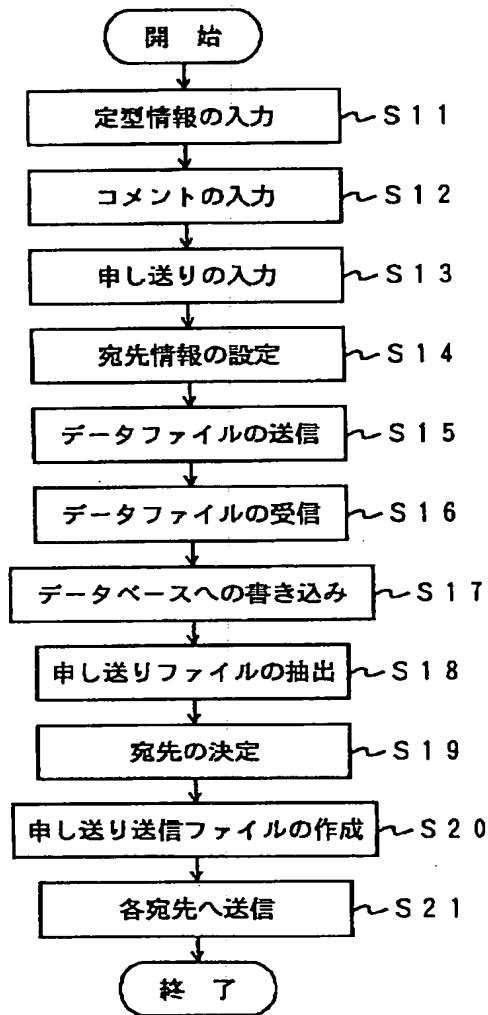 開 始
定型情報の入力 S11
コメントの入力 S12
申し送りの入力 S13
宛先情報の設定 S14
データファイルの送信 S15
データファイルの受信 S16
データベースへの書き込み S17
申し送りファイルの抽出 S18
宛先の決定 S19
申し送り送信ファイルの作成 S20
各宛先へ送信 S21
終 了